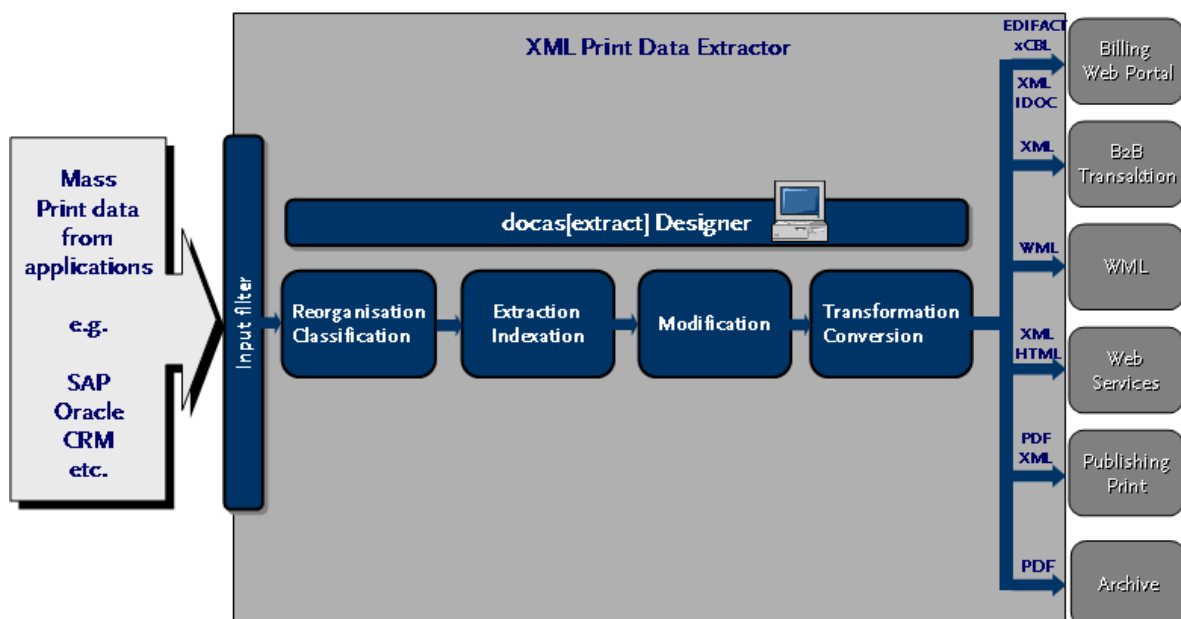 XML Print Data Extractor
Mass
Print data
from
applications
e.g.
SAP
Oracle
CRM
etc.
Input filter
docas[extract] Designer
Reorganisation
Classification
Extraction
Indexation
Modification
Transformation
Conversion
EDIFACT
xCBL
XML
IDOC
Billing
Web Portal
XML
B2B
Transaktion
WML
WML
XML
HTML
Web
Services
PDF
XML
Publishing
Print
PDF
Archive